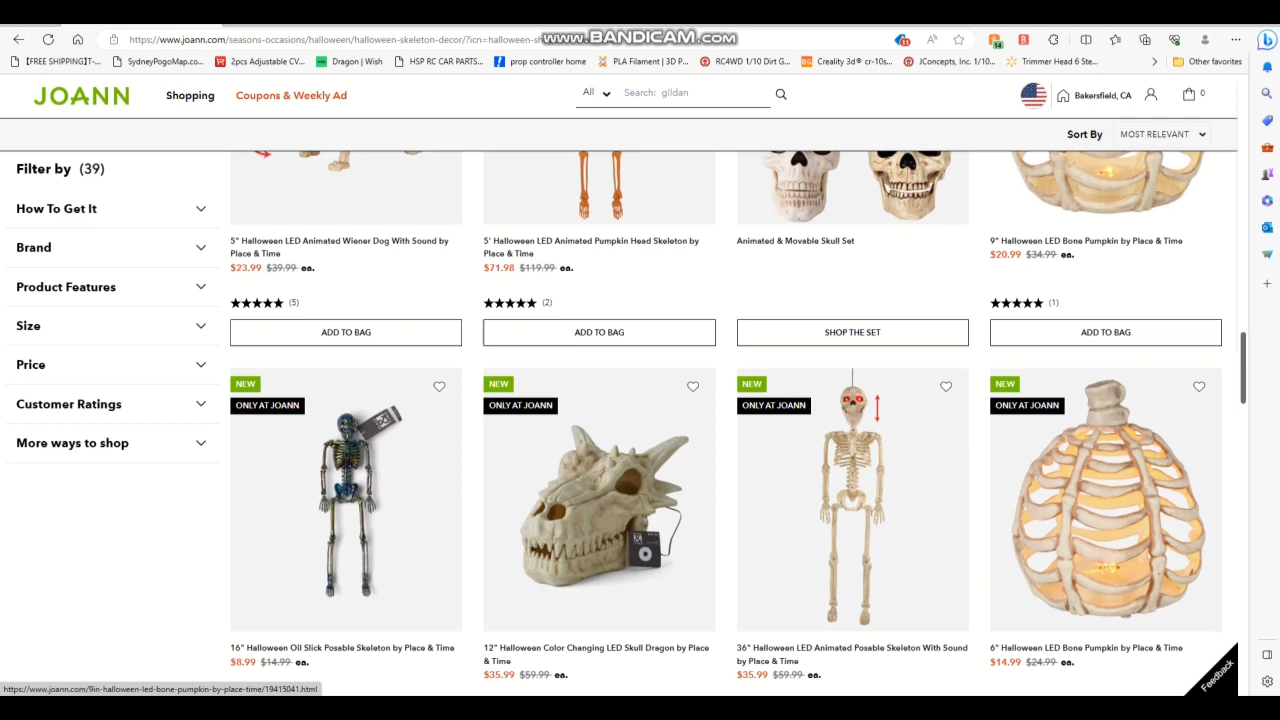 https://www.joann.com/seasons-occasions/halloween/halloween-skeleton-decor/?icn=halloween-s
www.BANDICAM.com
11
14
[FREE SHIPPING]T-...
SydneyPogoMap.co...
2pcs Adjustable CV...
Dragon | Wish
HSP RC CAR PARTS...
prop controller home
PLA Filament | 3D P...
RC4WD 1/10 Dirt G...
Creality 3d® cr-10s...
JConcepts, Inc. 1/10...
Trimmer Head 6 Ste...
Other favorites
JOANN
Shopping
Coupons & Weekly Ad
All
Search: gildan
Bakersfield, CA
0
Sort By
MOST RELEVANT
Filter by (39)
How To Get It
Brand
Product Features
Size
Price
Customer Ratings
More ways to shop
5" Halloween LED Animated Wiener Dog With Sound by
Place & Time
$23.99 $39.99 ea.
(5)
ADD TO BAG
5' Halloween LED Animated Pumpkin Head Skeleton by
Place & Time
$71.98 $119.99 ea.
(2)
ADD TO BAG
Animated & Movable Skull Set
SHOP THE SET
9" Halloween LED Bone Pumpkin by Place & Time
$20.99 $34.99 ea.
(1)
ADD TO BAG
NEW
ONLY AT JOANN
16" Halloween Oil Slick Posable Skeleton by Place & Time
$8.99 $14.99 ea.
NEW
ONLY AT JOANN
12" Halloween Color Changing LED Skull Dragon by Place
& Time
$35.99 $59.99 ea.
NEW
ONLY AT JOANN
36" Halloween LED Animated Posable Skeleton With Sound
by Place & Time
$35.99 $59.99 ea.
NEW
ONLY AT JOANN
6" Halloween LED Bone Pumpkin by Place & Time
$14.99 $24.99 ea.
Feedback
https://www.joann.com/9in-halloween-led-bone-pumpkin-by-place-time/19415041.html